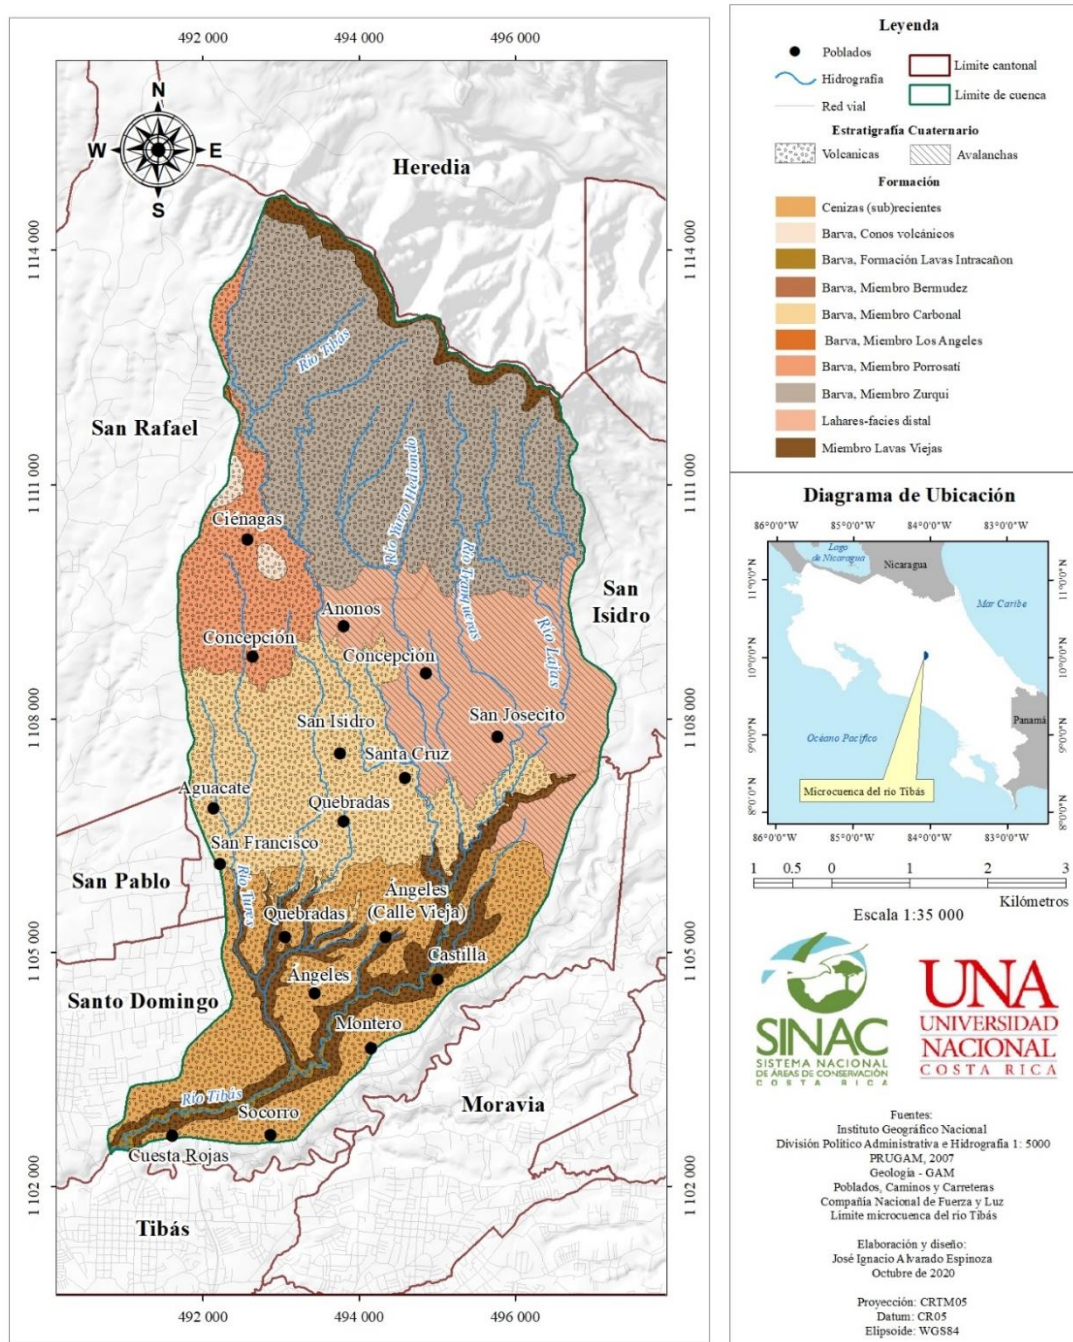 492 000
494 000
496 000
N
W
E
S
Heredia
1 114 000
1 114 000
Río Tibás
San Rafael
1 111 000
1 111 000
Río Yurro Hediondo
Ciénagas
Río Tranqueras
San
Isidro
Anonos
Río Lajas
Concepción
Concepción
1 108 000
1 108 000
San Isidro
San Josecito
Santa Cruz
Aguacate
Quebradas
San Francisco
San Pablo
Río Tures
Ángeles
(Calle Vieja)
Quebradas
1 105 000
1 105 000
Castilla
Ángeles
Santo Domingo
Montero
Río Tibás
Socorro
Moravia
Cuesta Rojas
1 102 000
1 102 000
Tibás
492 000
494 000
496 000
Leyenda
Poblados
Hidrografía
Red vial
Límite cantonal
Límite de cuenca
Estratigrafía Cuaternario
Volcanicas
Avalanchas
Formación
Cenizas (sub)recientes
Barva, Conos volcánicos
Barva, Formación Lavas Intracañon
Barva, Miembro Bermudez
Barva, Miembro Carbonal
Barva, Miembro Los Angeles
Barva, Miembro Porrosatí
Barva, Miembro Zurqui
Lahares-facies distal
Miembro Lavas Viejas
Diagrama de Ubicación
86°0'0"W
85°0'0"W
84°0'0"W
83°0'0"W
Lago
de Nicaragua
Nicaragua
11°0'0"N
11°0'0"N
Mar Caribe
10°0'0"N
10°0'0"N
Panamá
Océano Pacífico
9°0'0"N
9°0'0"N
Microcuenca del río Tibás
8°0'0"N
8°0'0"N
86°0'0"W
85°0'0"W
84°0'0"W
83°0'0"W
1 0.5 0 1 2 3
Kilómetros
Escala 1:35 000
SINAC
SISTEMA NACIONAL
DE ÁREAS DE CONSERVACIÓN
COSTA RICA
UNA
UNIVERSIDAD
NACIONAL
COSTA RICA
Fuentes:
Instituto Geográfico Nacional
División Político Administrativa e Hidrografía 1: 5000
PRUGAM, 2007
Geología - GAM
Poblados, Caminos y Carreteras
Compañía Nacional de Fuerza y Luz
Límite microcuenca del río Tibás
Elaboración y diseño:
José Ignacio Alvarado Espinoza
Octubre de 2020
Proyección: CRTM05
Datum: CR05
Elipsoide: WGS84